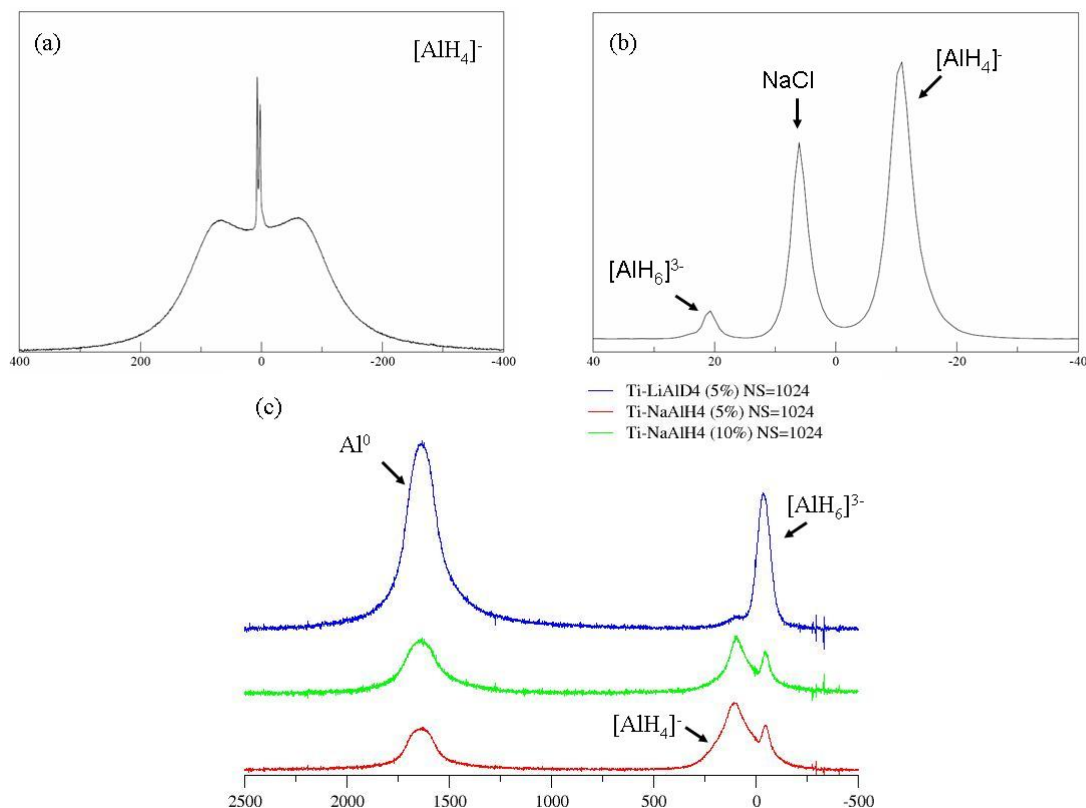 (a)
[AlH₄]⁻
400 200 0 -200 -400
(b)
NaCl
[AlH₄]⁻
[AlH₆]³⁻
40 20 0 -20 -40
Ti-LiAlD4 (5%) NS=1024
Ti-NaAlH4 (5%) NS=1024
Ti-NaAlH4 (10%) NS=1024
(c)
Al⁰
[AlH₆]³⁻
[AlH₄]⁻
2500 2000 1500 1000 500 0 -500